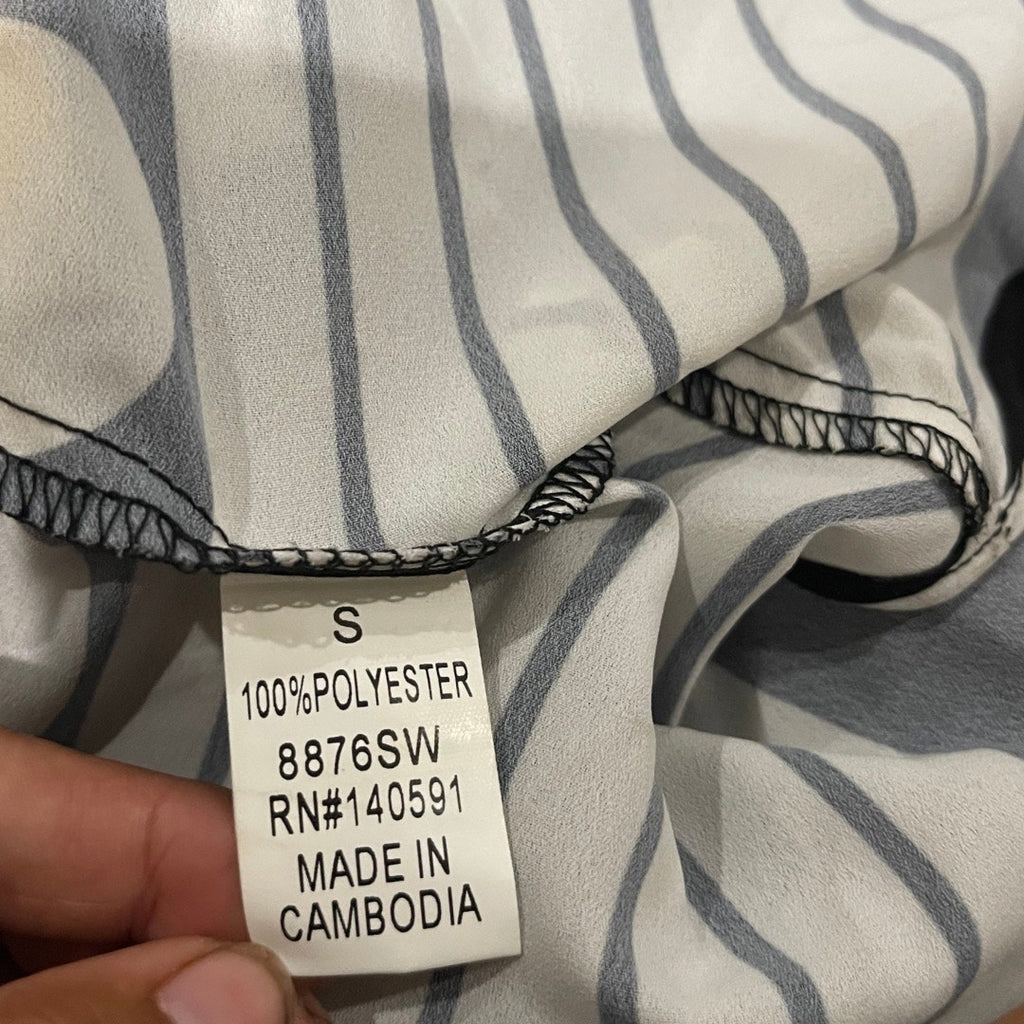 S
100%POLYESTER
8876SW
RN#140591
MADE IN
CAMBODIA